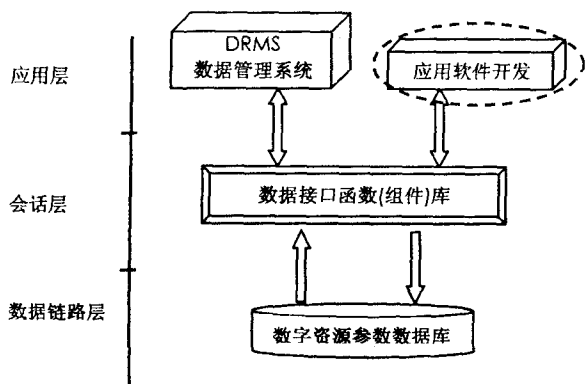 DRMS
数据管理系统
应用软件开发
应用层
数据接口函数(组件)库
会话层
数字资源参数数据库
数据链路层